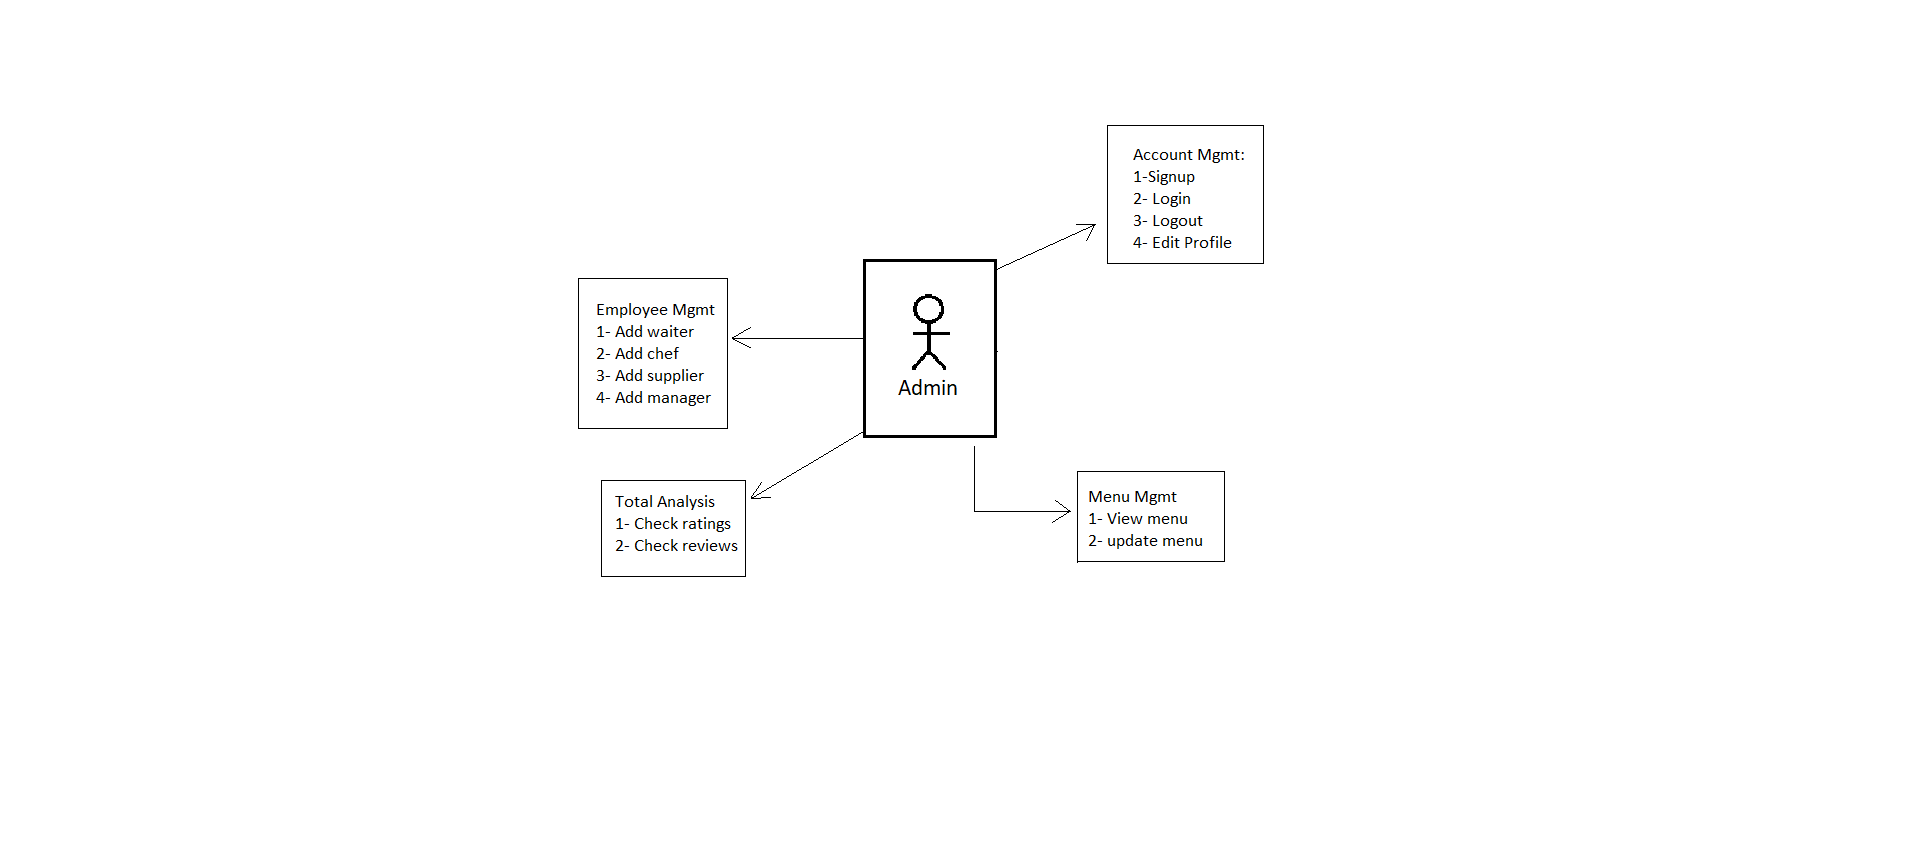 Account Mgmt:
1-Signup
2- Login
3- Logout
4- Edit Profile
Employee Mgmt
1- Add waiter
2- Add chef
3- Add supplier
4- Add manager
Admin
Total Analysis
1- Check ratings
2- Check reviews
Menu Mgmt
1- View menu
2- update menu